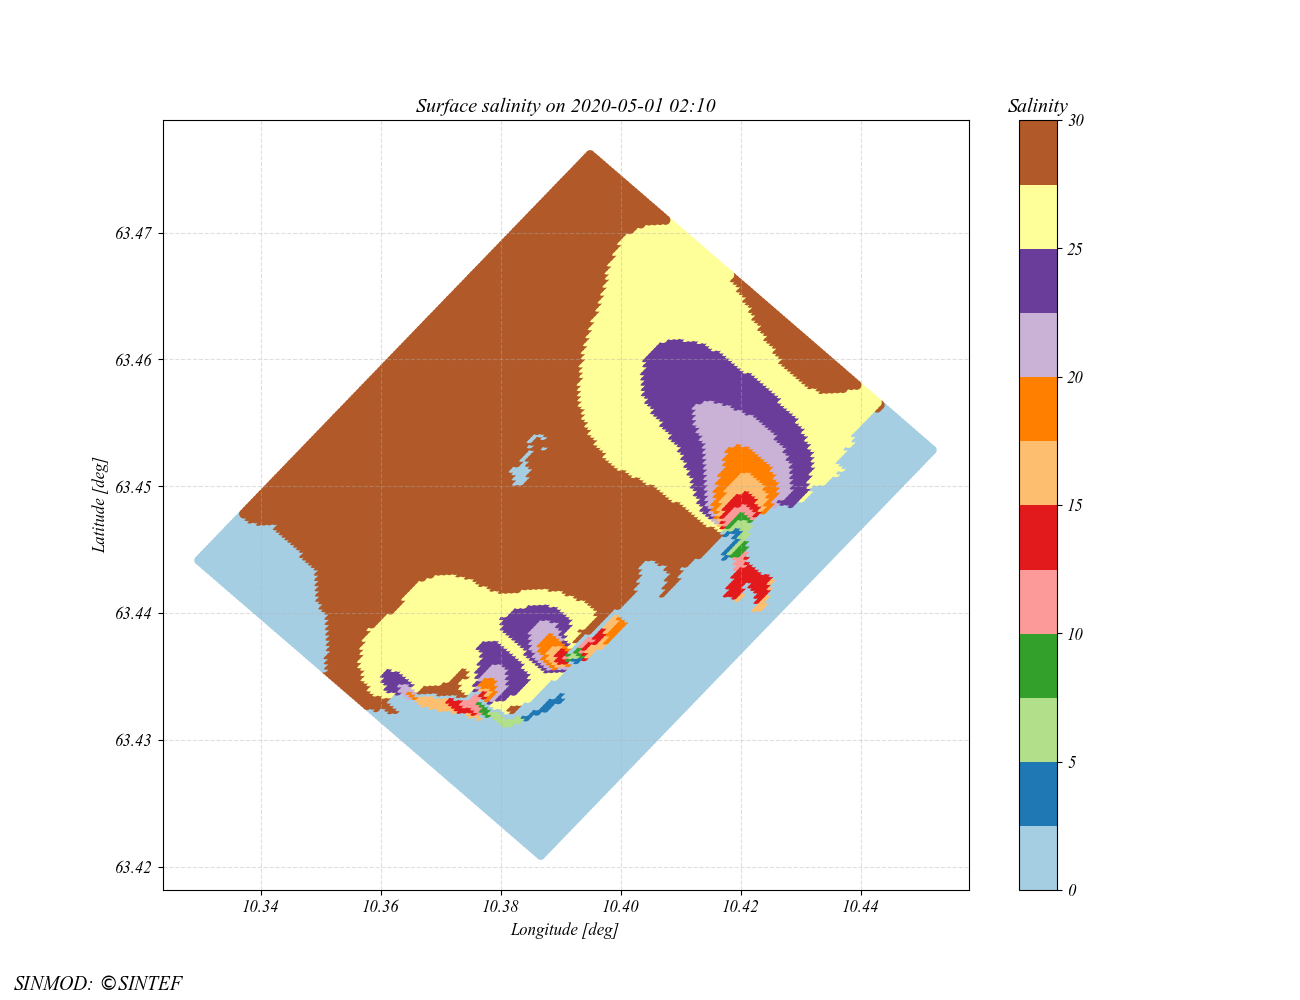 Surface salinity on 2020-05-01 02:10
Salinity
63.47
63.46
63.45
63.44
63.43
63.42
Latitude [deg]
10.34 10.36 10.38 10.40 10.42 10.44
Longitude [deg]
30
25
20
15
10
5
0
SINMOD: ©SINTEF